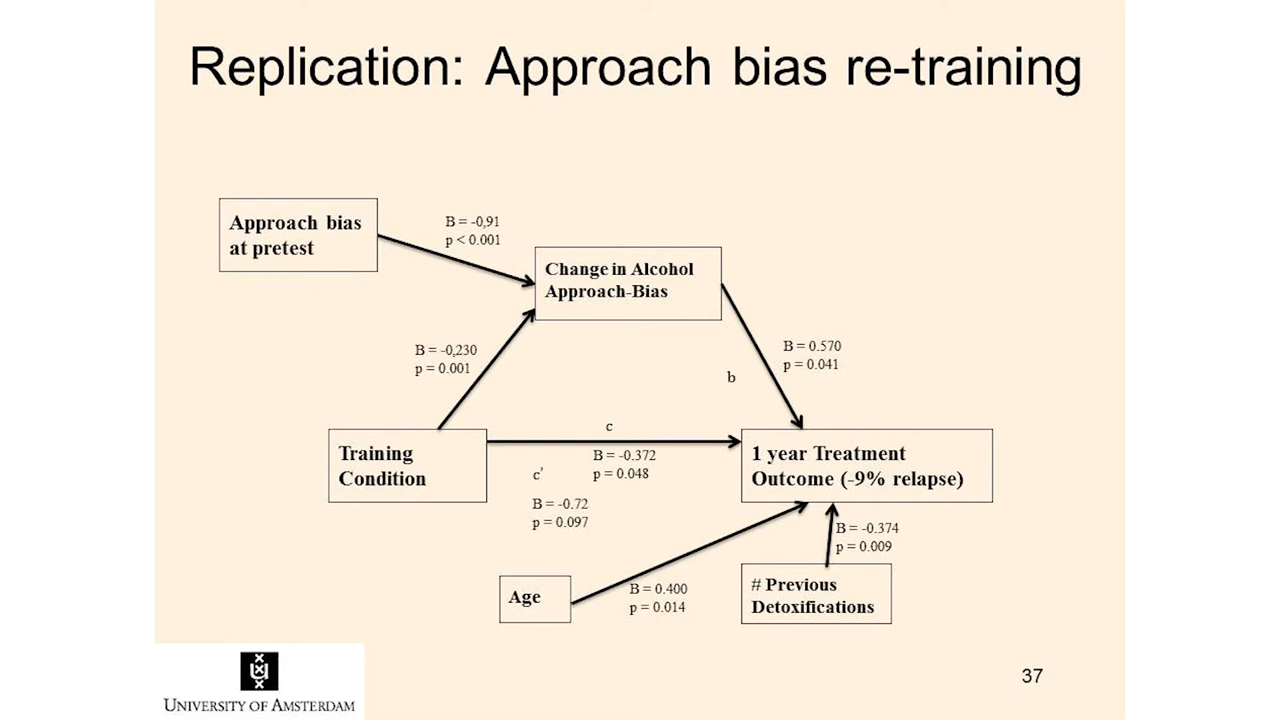 Replication: Approach bias re-training
Approach bias
at pretest
B = -0,91
p < 0.001
Change in Alcohol
Approach-Bias
B = -0,230
p = 0.001
B = 0.570
p = 0.041
b
c
Training
Condition
B = -0.372
p = 0.048
c'
B = -0.72
p = 0.097
1 year Treatment
Outcome (-9% relapse)
B = -0.374
p = 0.009
Age
B = 0.400
p = 0.014
# Previous
Detoxifications
UNIVERSITY OF AMSTERDAM
37